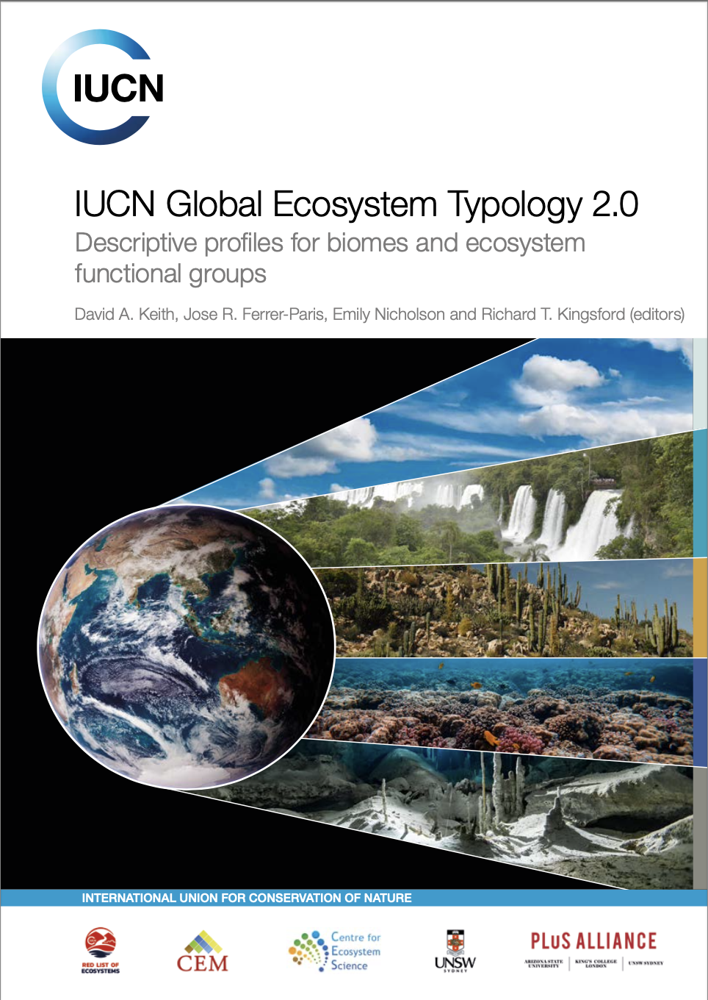 IUCN
IUCN Global Ecosystem Typology 2.0
Descriptive profiles for biomes and ecosystem
functional groups
David A. Keith, Jose R. Ferrer-Paris, Emily Nicholson and Richard T. Kingsford (editors)
INTERNATIONAL UNION FOR CONSERVATION OF NATURE
RED LIST OF
ECOSYSTEMS
CEM
Centre for
Ecosystem
Science
UNSW
SYDNEY
PLuS ALLIANCE
ARIZONA STATE
UNIVERSITY
KING'S COLLEGE
LONDON
UNSW SYDNEY